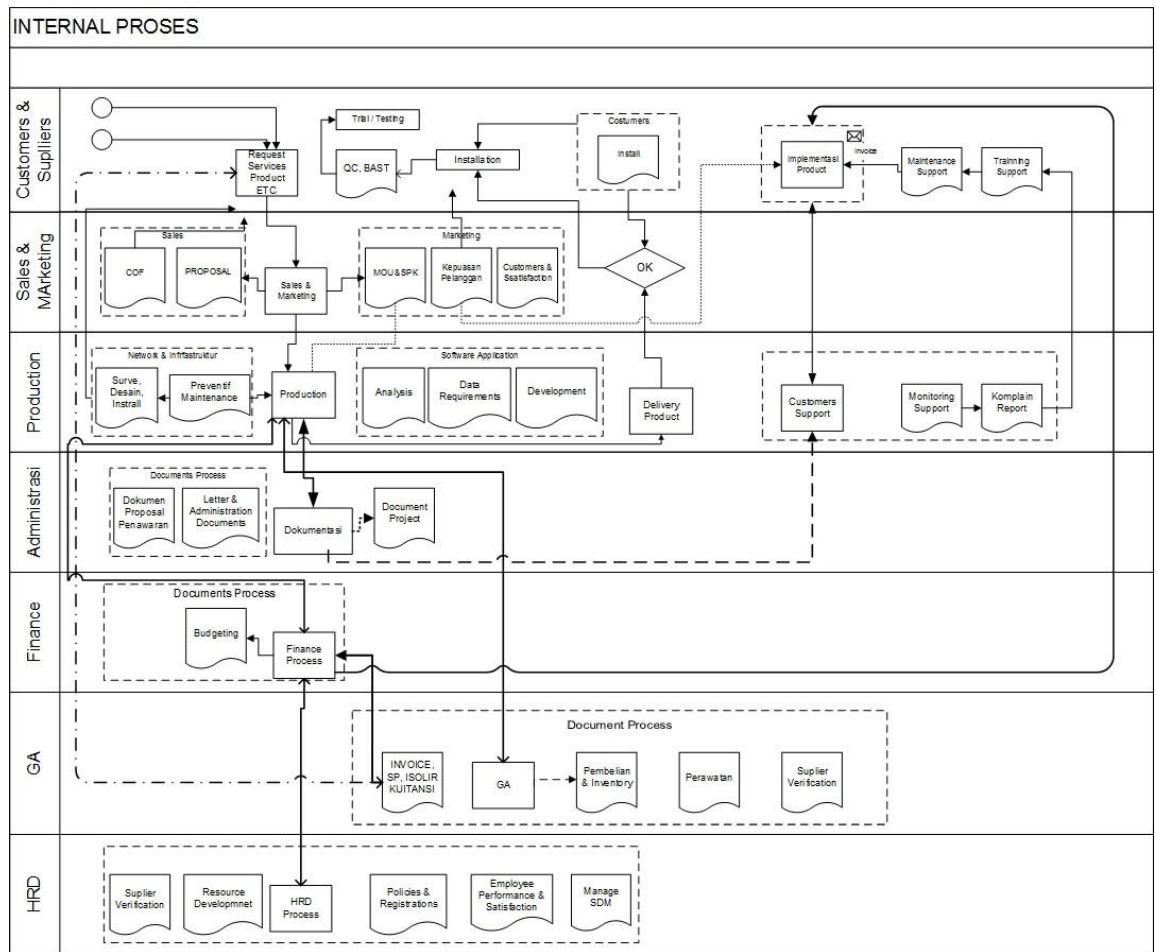 INTERNAL PROSES
Customers &
Supliiers
Trial / Testing
Request
Services
Product
ETC
QC, BAST
Installation
Costumers
Install
Implementasi
Product
Invoice
Maintenance
Support
Trainning
Support
Sales &
MArketing
Sales
COF
PROPOSAL
Sales &
Marketing
Marketing
MOU&SPK
Kepuasan
Pelanggan
Customers &
Seatisfaction
OK
Production
Network & Infrfrastuktur
Surve,
Desain,
Instrall
Preventif
Maintenance
Production
Software Application
Analysis
Data
Requirements
Development
Delivery
Product
Customers
Support
Monitoring
Support
Komplain
Report
Administrasi
Documents Process
Dokumen
Proposal
Penawaran
Letter &
Administration
Documents
Dokumentasi
Document
Project
Finance
Documents Process
Budgeting
Finance
Process
GA
Document Process
INVOICE,
SP, ISOLIR
KUITANSI
GA
Pembelian
& Inventory
Perawatan
Suplier
Verification
HRD
Suplier
Verification
Resource
Developmnet
HRD
Process
Policies &
Registrations
Employee
Performance &
Satisfaction
Manage
SDM